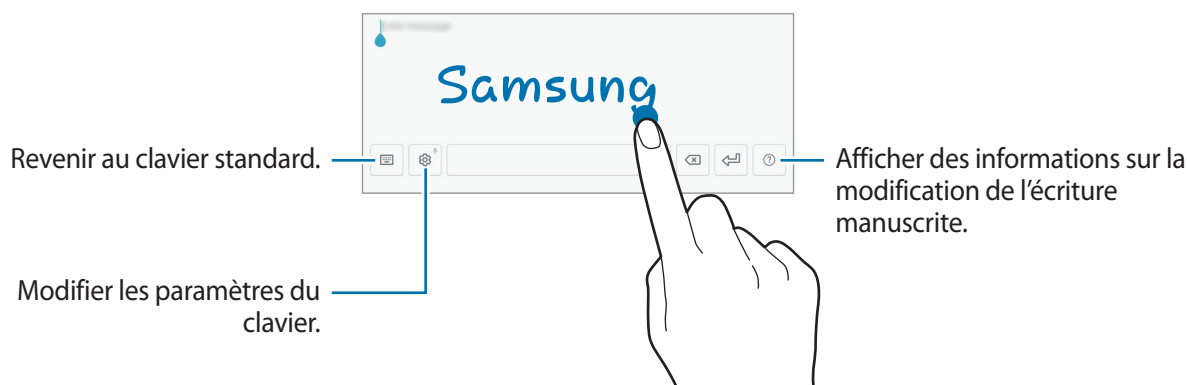 Samsung
Revenir au clavier standard.
Afficher des informations sur la
modification de l'écriture
manuscrite.
Modifier les paramètres du
clavier.